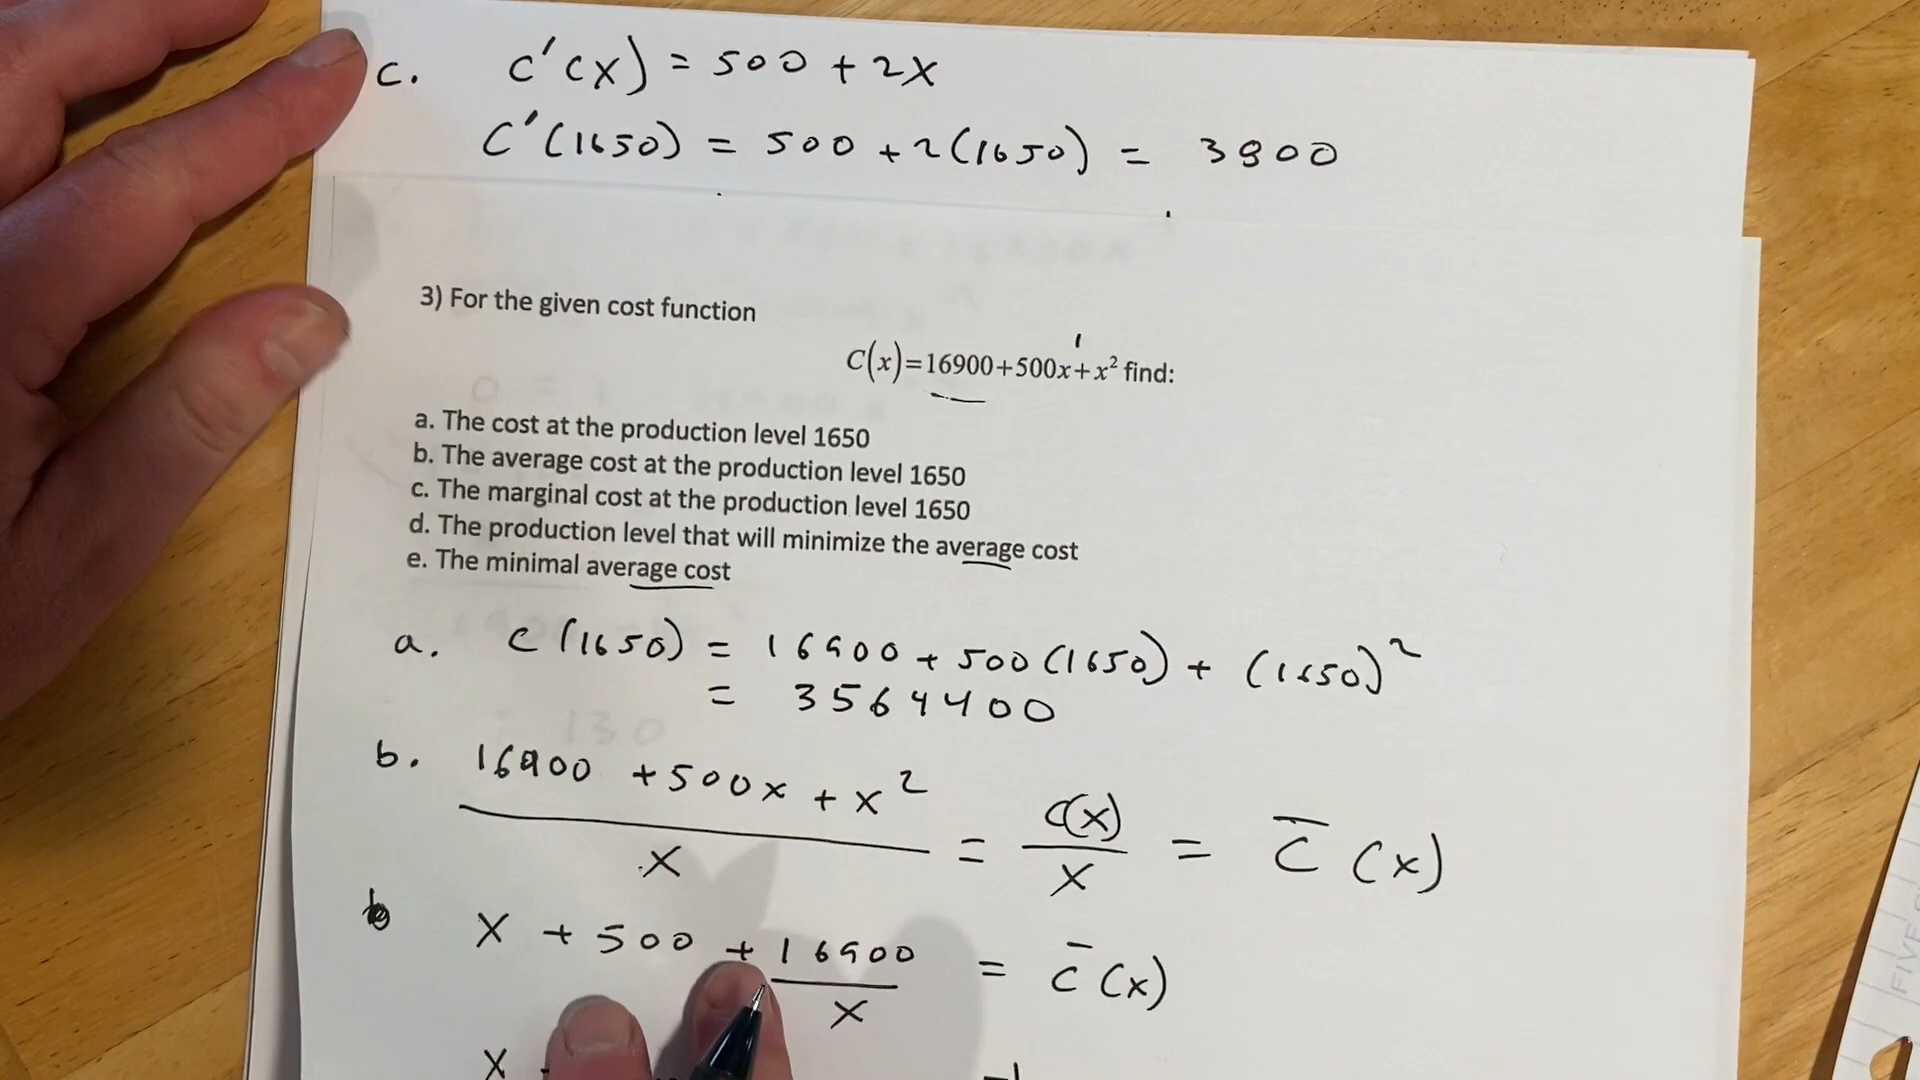 c. C'(x) = 500 + 2x
C'(1650) = 500 + 2(1650) = 3800
3) For the given cost function
C(x)=16900+500x+x² find:
a. The cost at the production level 1650
b. The average cost at the production level 1650
c. The marginal cost at the production level 1650
d. The production level that will minimize the average cost
e. The minimal average cost
a. C(1650) = 16900 + 500(1650) + (1650)²
= 3564400
b. 16900 + 500x + x²
x
= C(x)
x
= C̅(x)
b x + 500 + 16900
x
= C̅(x)
x
FIVE